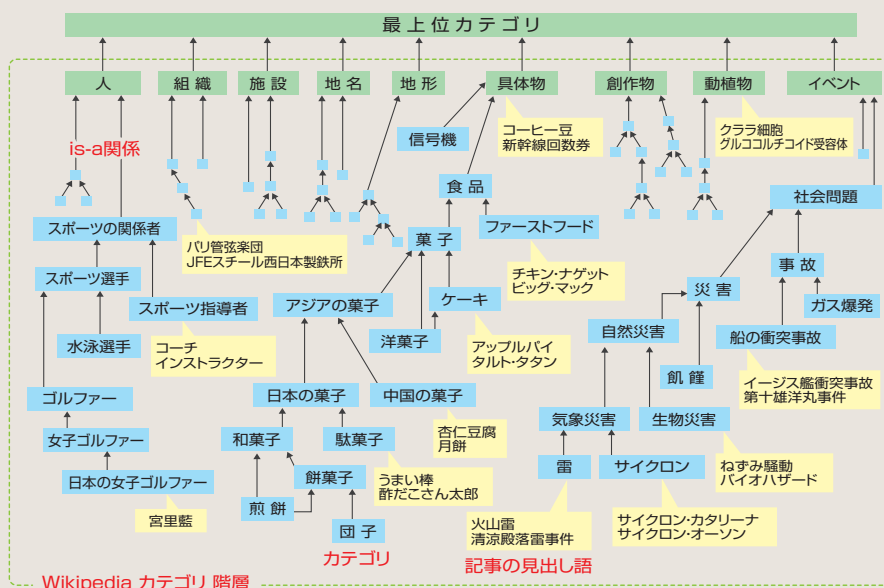 最上位カテゴリ
人
組織
施設
地名
地形
具体物
創作物
動植物
イベント
is-a関係
信号機
コーヒー豆
新幹線回数券
クララ細胞
グルココルチコイド受容体
食品
社会問題
スポーツの関係者
パリ管弦楽団
JFEスチール西日本製鉄所
菓子
ファーストフード
スポーツ選手
チキン・ナゲット
ビッグ・マック
事故
災害
スポーツ指導者
アジアの菓子
ケーキ
ガス爆発
水泳選手
コーチ
インストラクター
洋菓子
アップルパイ
タルト・タタン
自然災害
船の衝突事故
飢饉
イージス艦衝突事故
第十雄洋丸事件
ゴルファー
日本の菓子
中国の菓子
気象災害
生物災害
女子ゴルファー
和菓子
駄菓子
杏仁豆腐
月餅
日本の女子ゴルファー
餅菓子
うまい棒
酢だこさん太郎
雷
サイクロン
ねずみ騒動
バイオハザード
宮里藍
煎餅
団子
火山雷
清涼殿落雷事件
サイクロン・カタリーナ
サイクロン・オーソン
カテゴリ
記事の見出し語
Wikipedia カテゴリ 階層